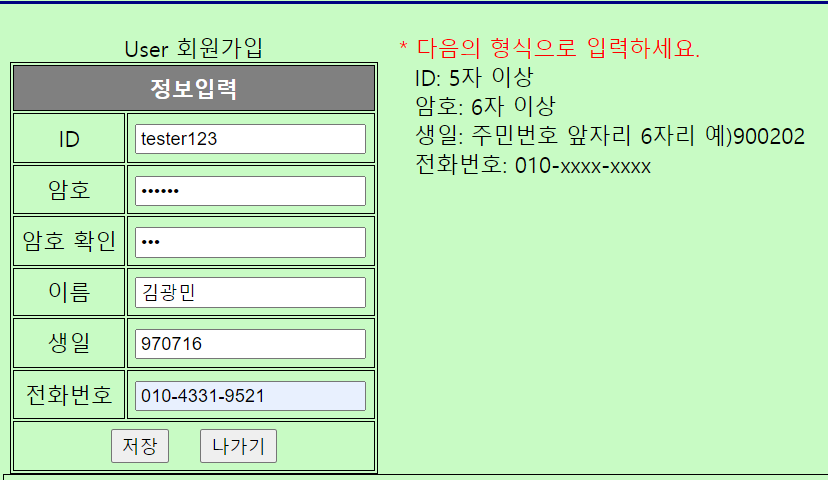 User 회원가입
정보입력
ID tester123
암호 ••••••
암호 확인 •••
이름 김광민
생일 970716
전화번호 010-4331-9521
저장 나가기
* 다음의 형식으로 입력하세요.
ID: 5자 이상
암호: 6자 이상
생일: 주민번호 앞자리 6자리 예)900202
전화번호: 010-xxxx-xxxx